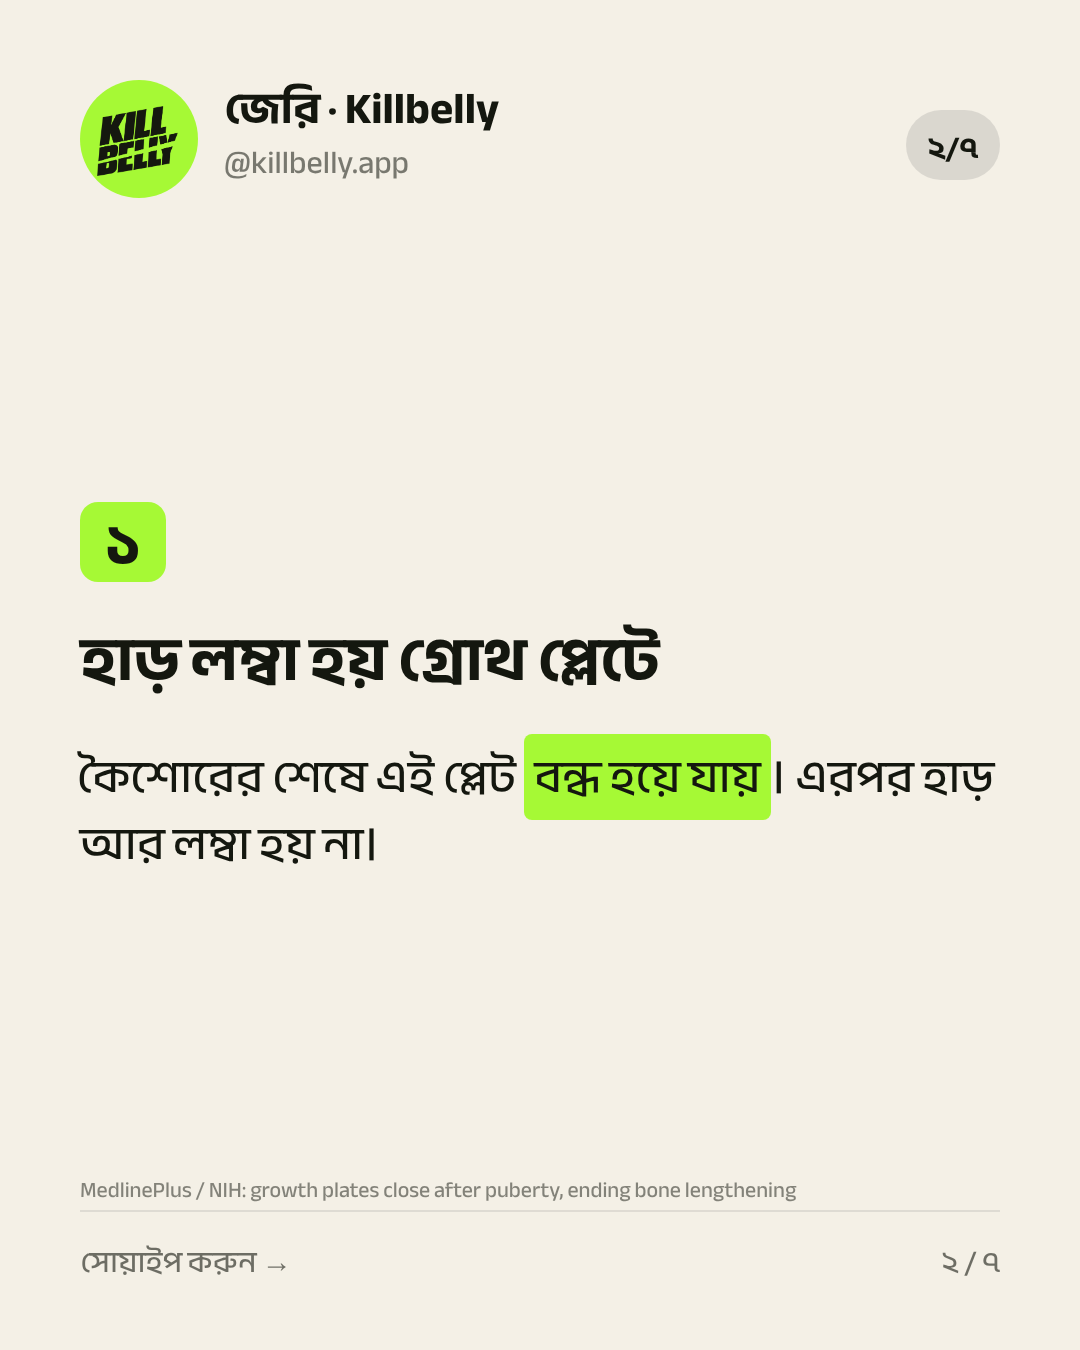 KILL
BELLY
BELLY
জেরি · Killbelly
@killbelly.app
২/৭
১
হাড় লম্বা হয় গ্রোথ প্লেটে
কৈশোরের শেষে এই প্লেট বন্ধ হয়ে যায়। এরপর হাড়
আর লম্বা হয় না।
MedlinePlus / NIH: growth plates close after puberty, ending bone lengthening
সোয়াইপ করুন →
২ / ৭